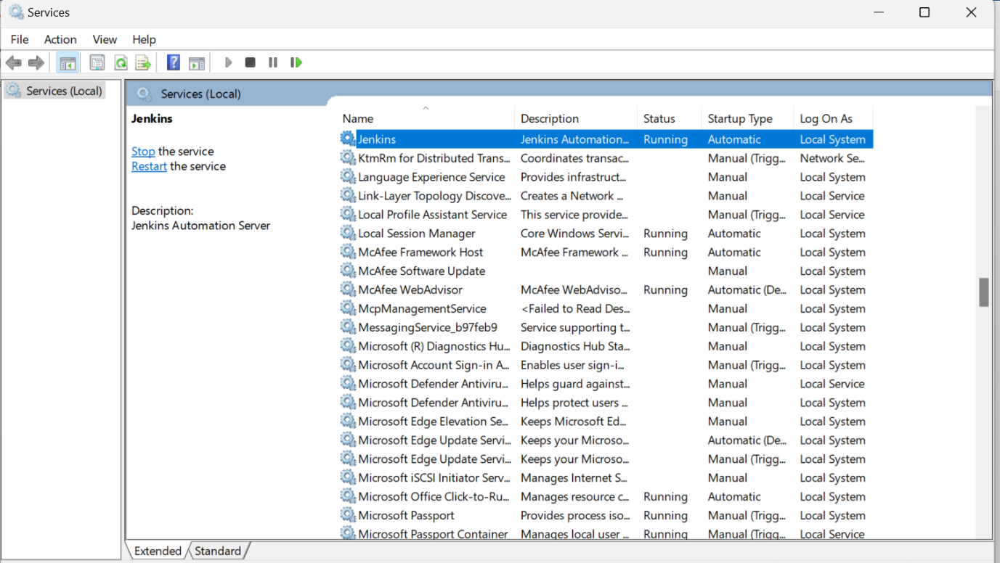 Services
File Action View Help
Services (Local)
Services (Local)
Jenkins
Stop the service
Restart the service
Description:
Jenkins Automation Server
Name Description Status Startup Type Log On As
Jenkins Jenkins Automation... Running Automatic Local System
KtmRm for Distributed Trans... Coordinates transac... Manual (Trigg... Network Se...
Language Experience Service Provides infrastruct... Manual Local System
Link-Layer Topology Discove... Creates a Network ... Manual Local Service
Local Profile Assistant Service This service provide... Manual (Trigg... Local Service
Local Session Manager Core Windows Servi... Running Automatic Local System
McAfee Framework Host McAfee Framework ... Running Automatic Local System
McAfee Software Update Manual Local System
McAfee WebAdvisor McAfee WebAdviso... Running Automatic (De... Local System
McpManagementService <Failed to Read Des... Manual Local System
MessagingService_b97feb9 Service supporting t... Manual (Trigg... Local System
Microsoft (R) Diagnostics Hu... Diagnostics Hub Sta... Manual Local System
Microsoft Account Sign-in A... Enables user sign-i... Manual (Trigg... Local System
Microsoft Defender Antiviru... Helps guard against... Manual Local Service
Microsoft Defender Antiviru... Helps protect users ... Manual Local System
Microsoft Edge Elevation Se... Keeps Microsoft Ed... Manual Local System
Microsoft Edge Update Servi... Keeps your Microso... Automatic (De... Local System
Microsoft Edge Update Servi... Keeps your Microso... Manual (Trigg... Local System
Microsoft iSCSI Initiator Serv... Manages Internet S... Manual Local System
Microsoft Office Click-to-Ru... Manages resource c... Running Automatic Local System
Microsoft Passport Provides process iso... Running Manual (Trigg... Local System
Microsoft Passport Container Manages local user ... Running Manual (Trigg... Local Service
Extended Standard